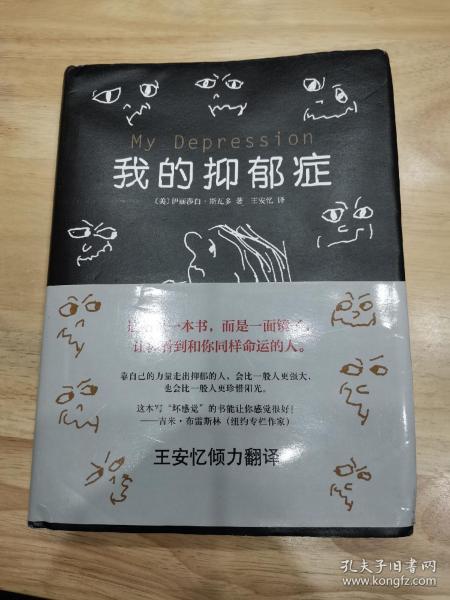 My Depression
我的抑郁症
〔美〕伊丽莎白·斯瓦多 著 王安忆 译
一本书，而是一面镜子，
看到和你同样命运的人。
靠自己的力量走出抑郁的人，会比一般人更强大，
也会比一般人更珍惜阳光。
这本写“坏感觉”的书能让你感觉很好！
——吉米·布雷斯林（纽约专栏作家）
王安忆倾力翻译
孔夫子旧书网
www.kongfz.com